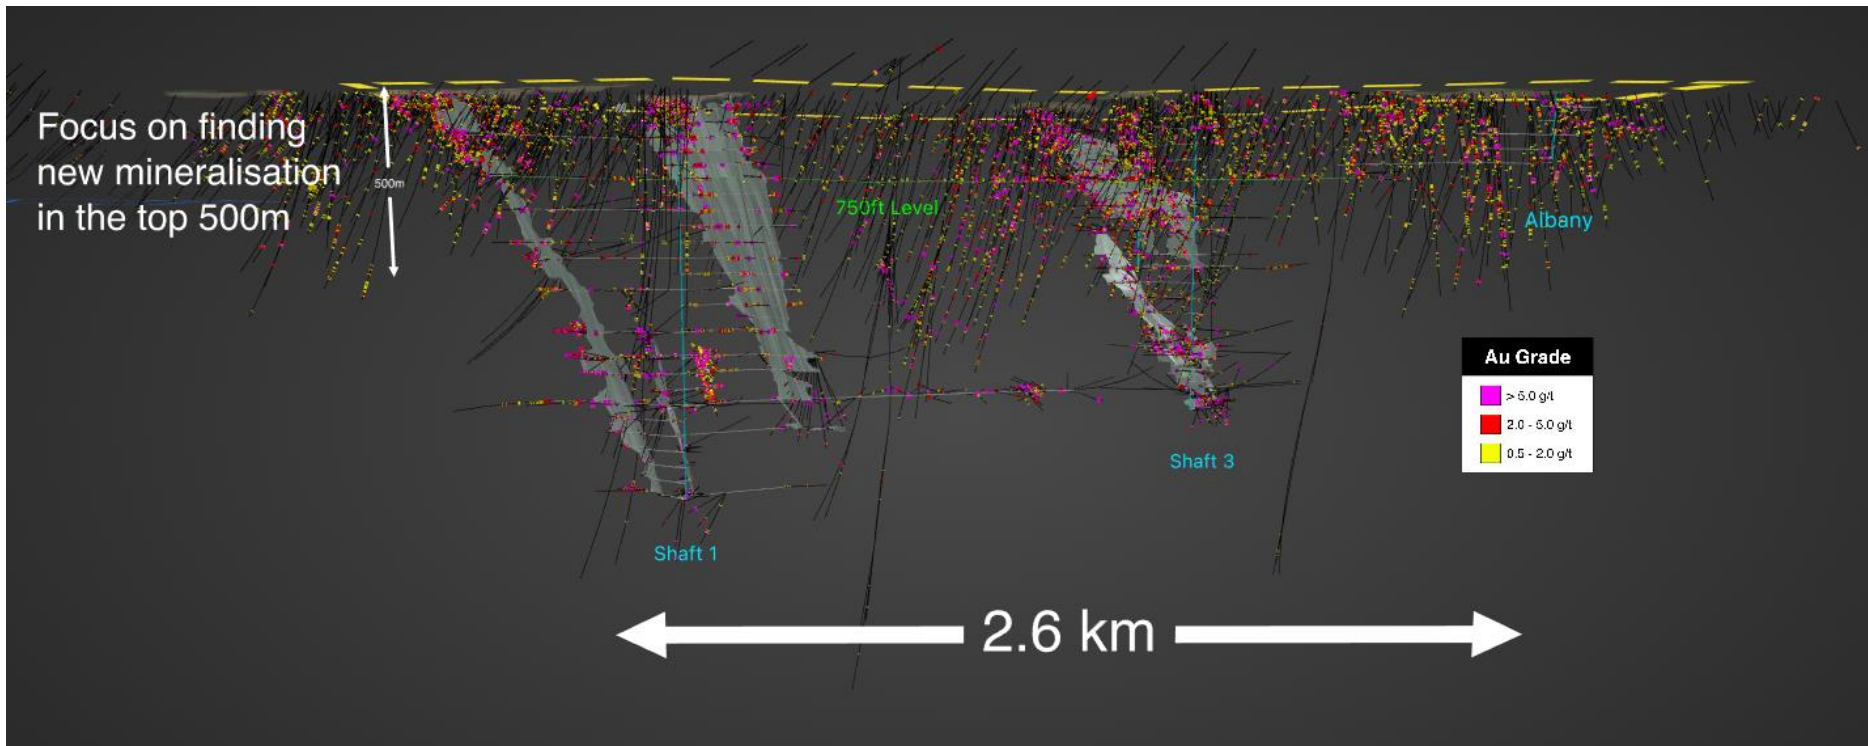 Focus on finding
new mineralisation
in the top 500m
500m
750ft Level
Albany
Au Grade
> 5.0 g/t
2.0 - 5.0 g/t
0.5 - 2.0 g/t
Shaft 3
Shaft 1
2.6 km